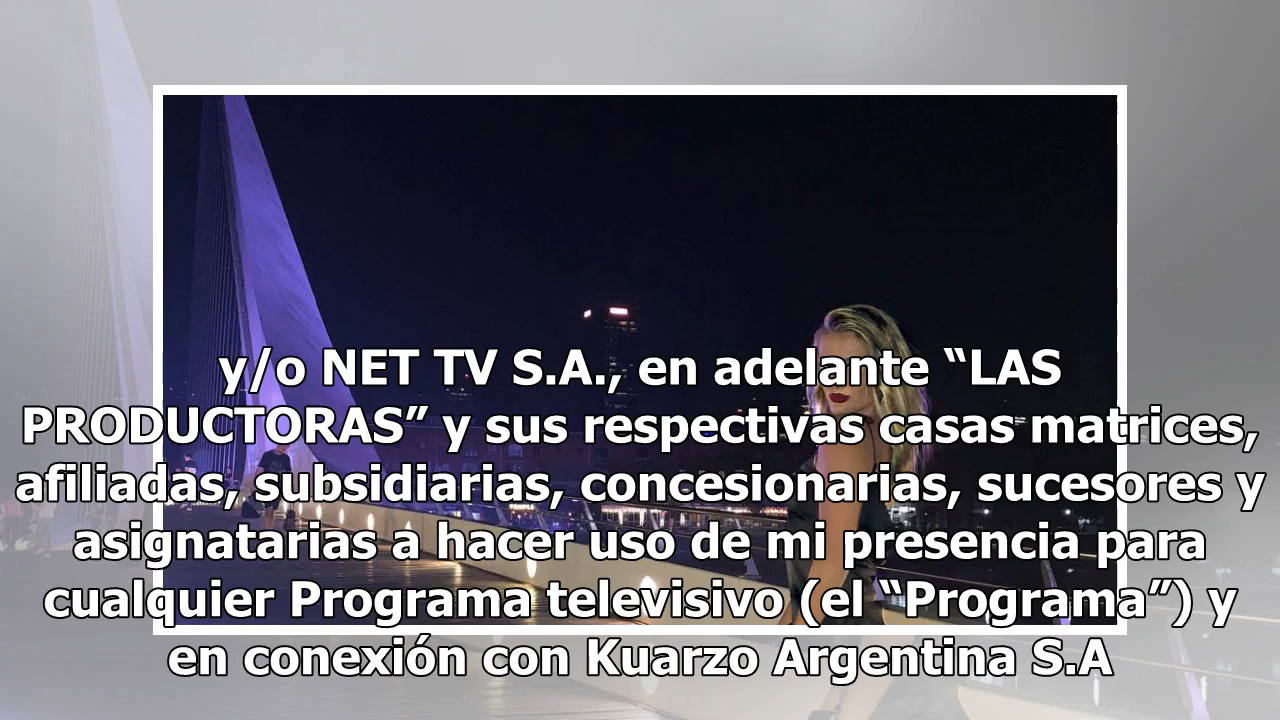 y/o NET TV S.A., en adelante “LAS
PRODUCTORAS” y sus respectivas casas matrices,
afiliadas, subsidiarias, concesionarias, sucesores y
asignatarias a hacer uso de mi presencia para
cualquier Programa televisivo (el “Programa”) y
en conexión con Kuarzo Argentina S.A